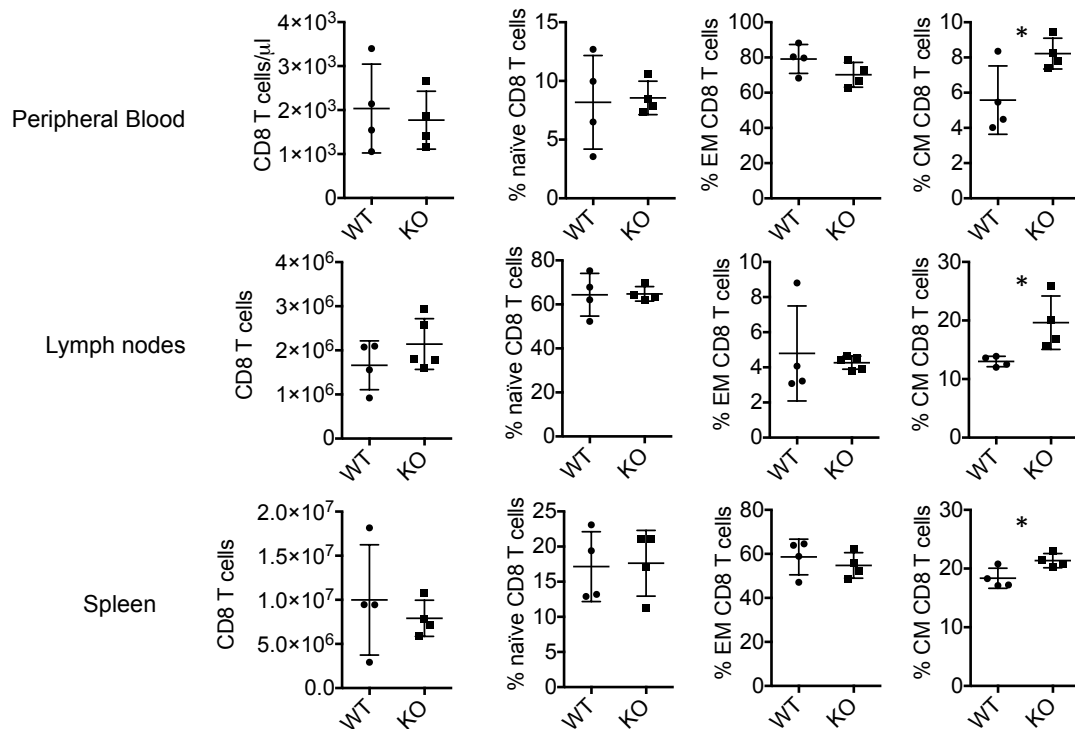 Peripheral Blood
CD8 T cells/μl
4×10³
3×10³
2×10³
1×10³
0
WT
KO
% naïve CD8 T cells
15
10
5
0
WT
KO
% EM CD8 T cells
100
80
60
40
20
0
WT
KO
% CM CD8 T cells
10
8
6
4
2
0
*
WT
KO
Lymph nodes
CD8 T cells
4×10⁶
3×10⁶
2×10⁶
1×10⁶
0
WT
KO
% naïve CD8 T cells
80
60
40
20
0
WT
KO
% EM CD8 T cells
10
8
6
4
2
0
WT
KO
% CM CD8 T cells
30
20
10
0
*
WT
KO
Spleen
CD8 T cells
2.0×10⁷
1.5×10⁷
1.0×10⁷
5.0×10⁶
0.0
WT
KO
% naïve CD8 T cells
25
20
15
10
5
0
WT
KO
% EM CD8 T cells
80
60
40
20
0
WT
KO
% CM CD8 T cells
30
20
10
0
*
WT
KO